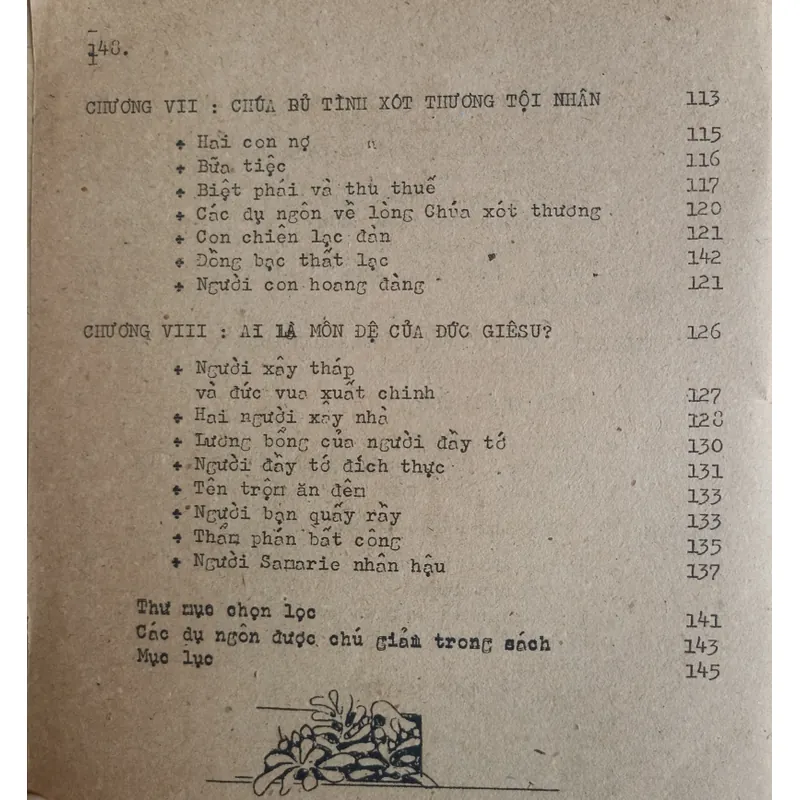 148.
CHƯƠNG VII : CHÚA BỦ TÌNH XÓT THƯƠNG TỘI NHÂN 113
+ Hai con nợ 115
+ Bữa tiệc 116
+ Biệt phái và thu thuế 117
+ Các dụ ngôn về lòng Chúa xót thương. 120
+ Con chiên lạc đàn 121
+ Đồng bạc thất lạc 142
+ Người con hoang đàng 121
CHƯƠNG VIII : AI LÀ MÔN ĐỆ CỦA ĐỨC GIÊSU? 126
+ Người xây tháp
và đức vua xuất chinh 127
+ Hai người xây nhà 128
+ Lương bổng của người đầy tớ 130
+ Người đầy tớ đích thực 131
+ Tên trộm ăn đêm 133
+ Người bạn quấy rầy 133
+ Thẩm phán bất công 135
+ Người Samarie nhân hậu 137
Thư mục chọn lọc 141
Các dụ ngôn được chú giảm trong sách 143
Mục lục 145